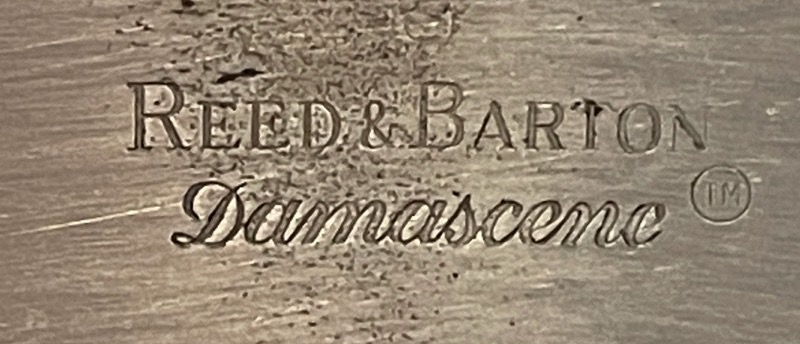 REED & BARTON
Damascene TM